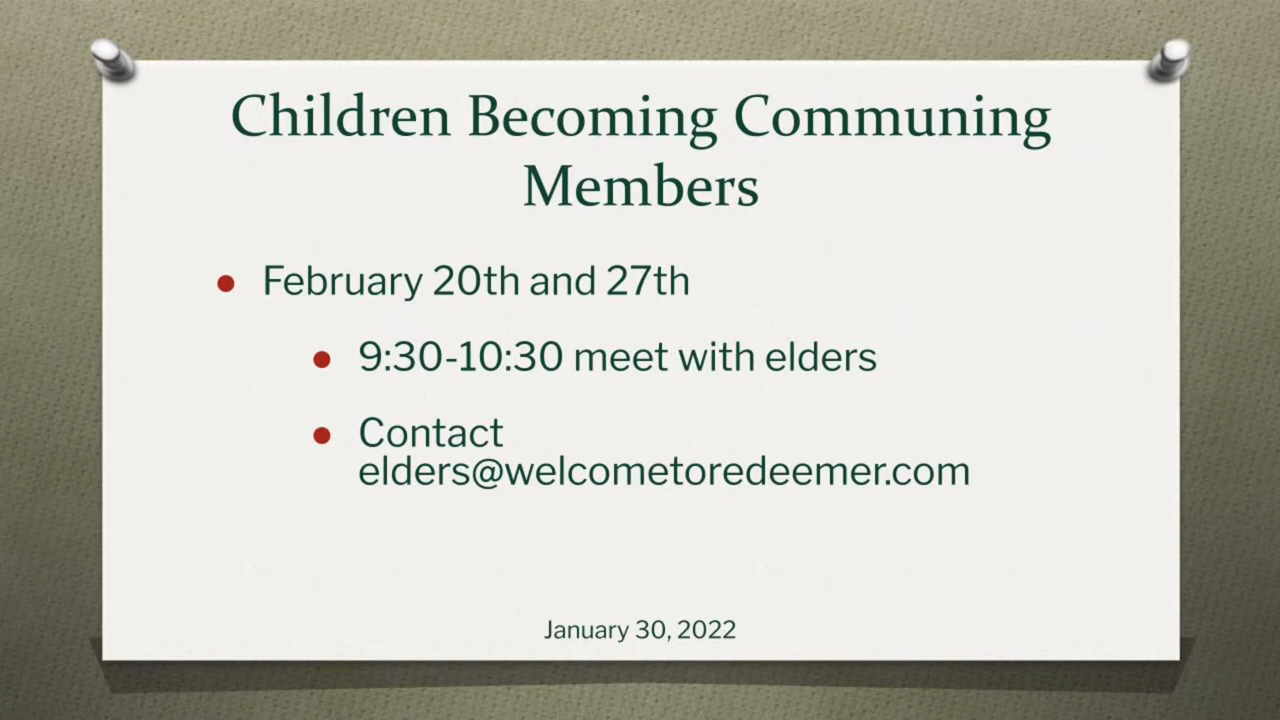 Children Becoming Communing
Members
February 20th and 27th
9:30-10:30 meet with elders
Contact
elders@welcometoredeemer.com
January 30, 2022